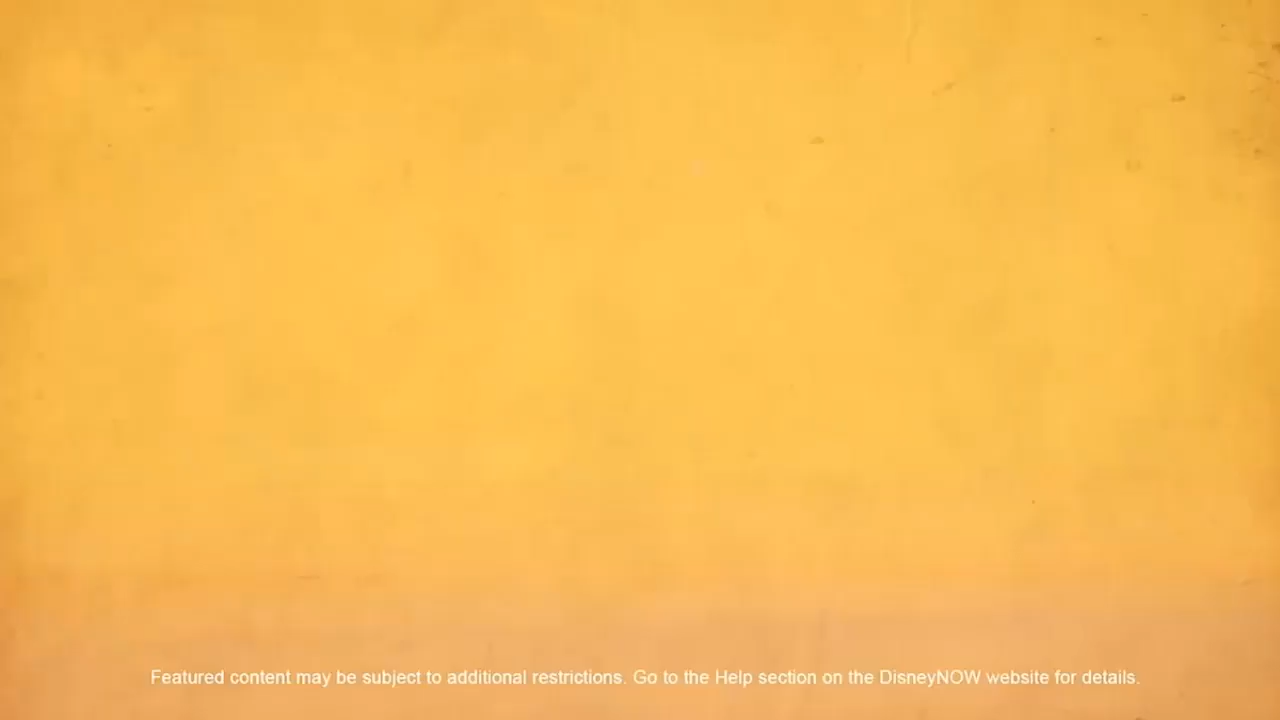 Featured content may be subject to additional restrictions. Go to the Help section on the DisneyNOW website for details.